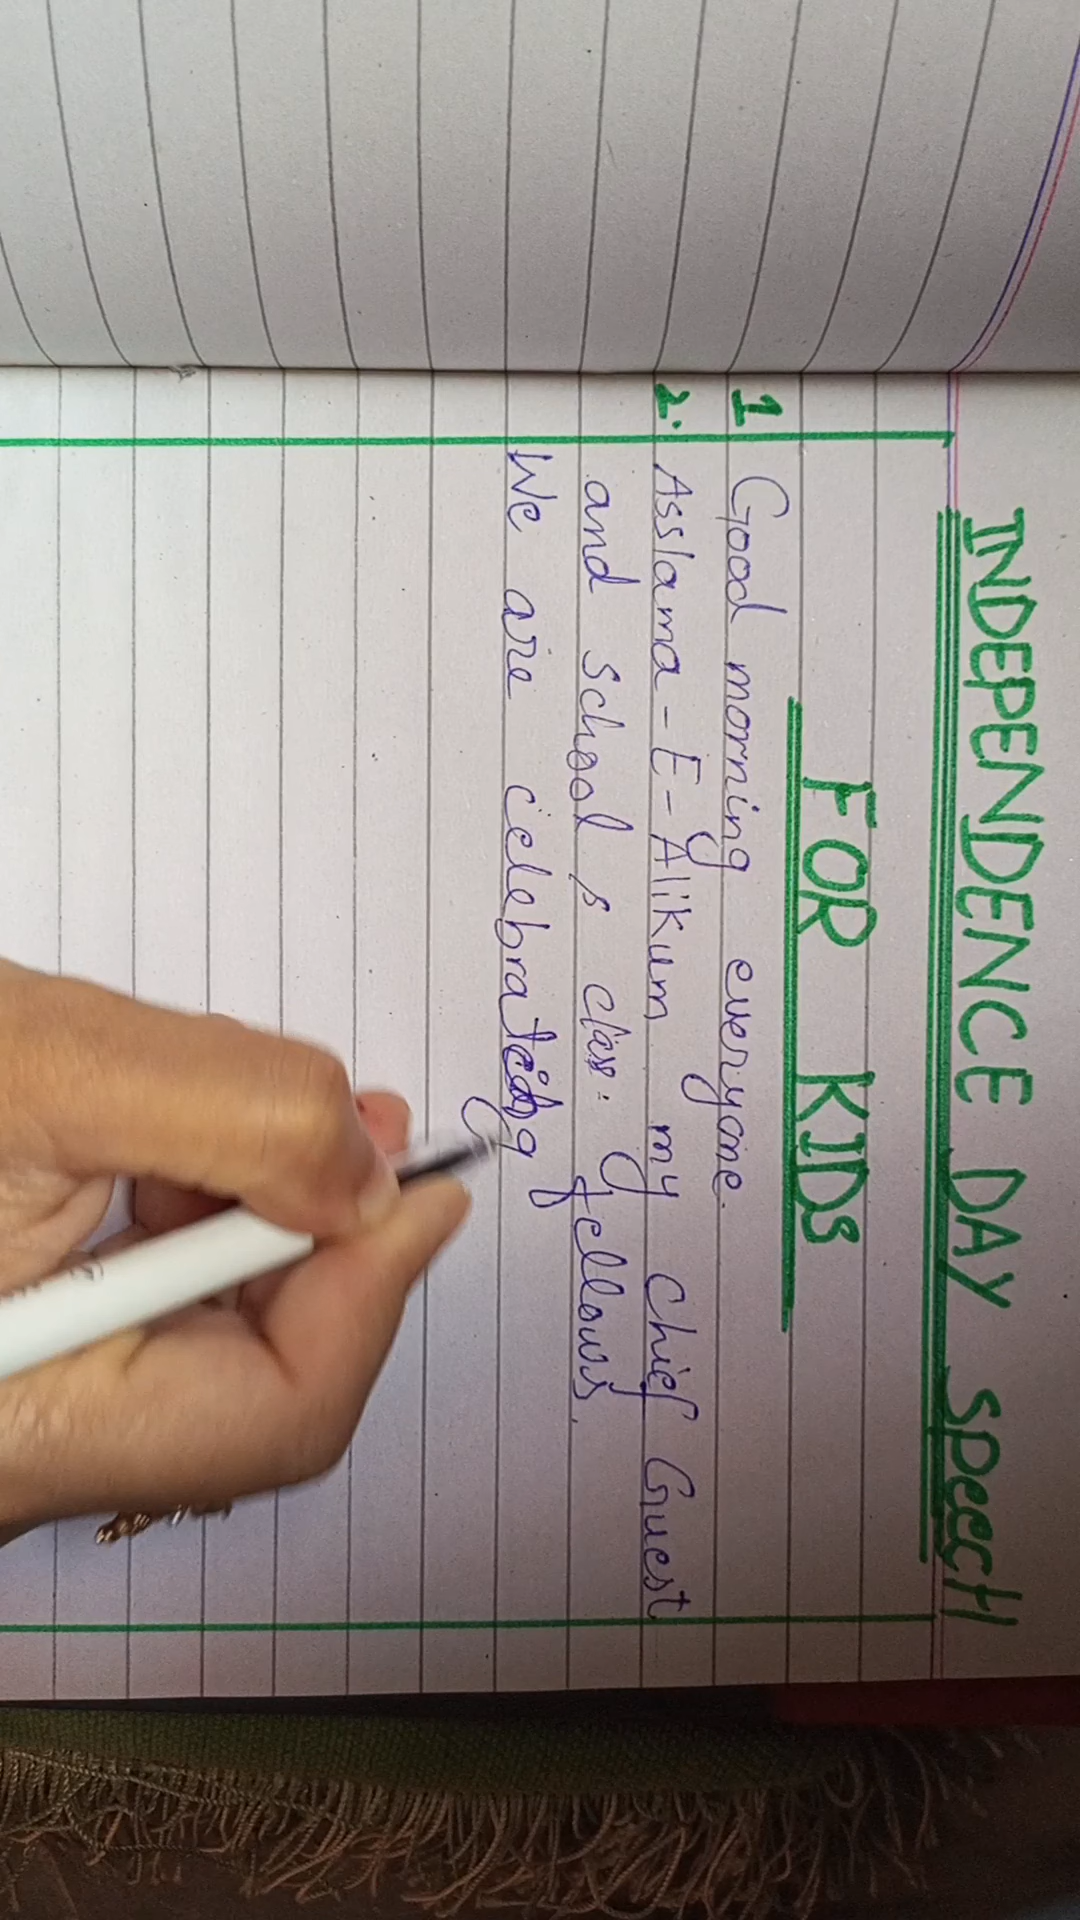 INDEPENDENCE DAY SPEECH
FOR KIDS
1 Good morning everyone.
2. Asslama-E-Alikum my Chief Guest
and school s class: fellows.
We are celebrating